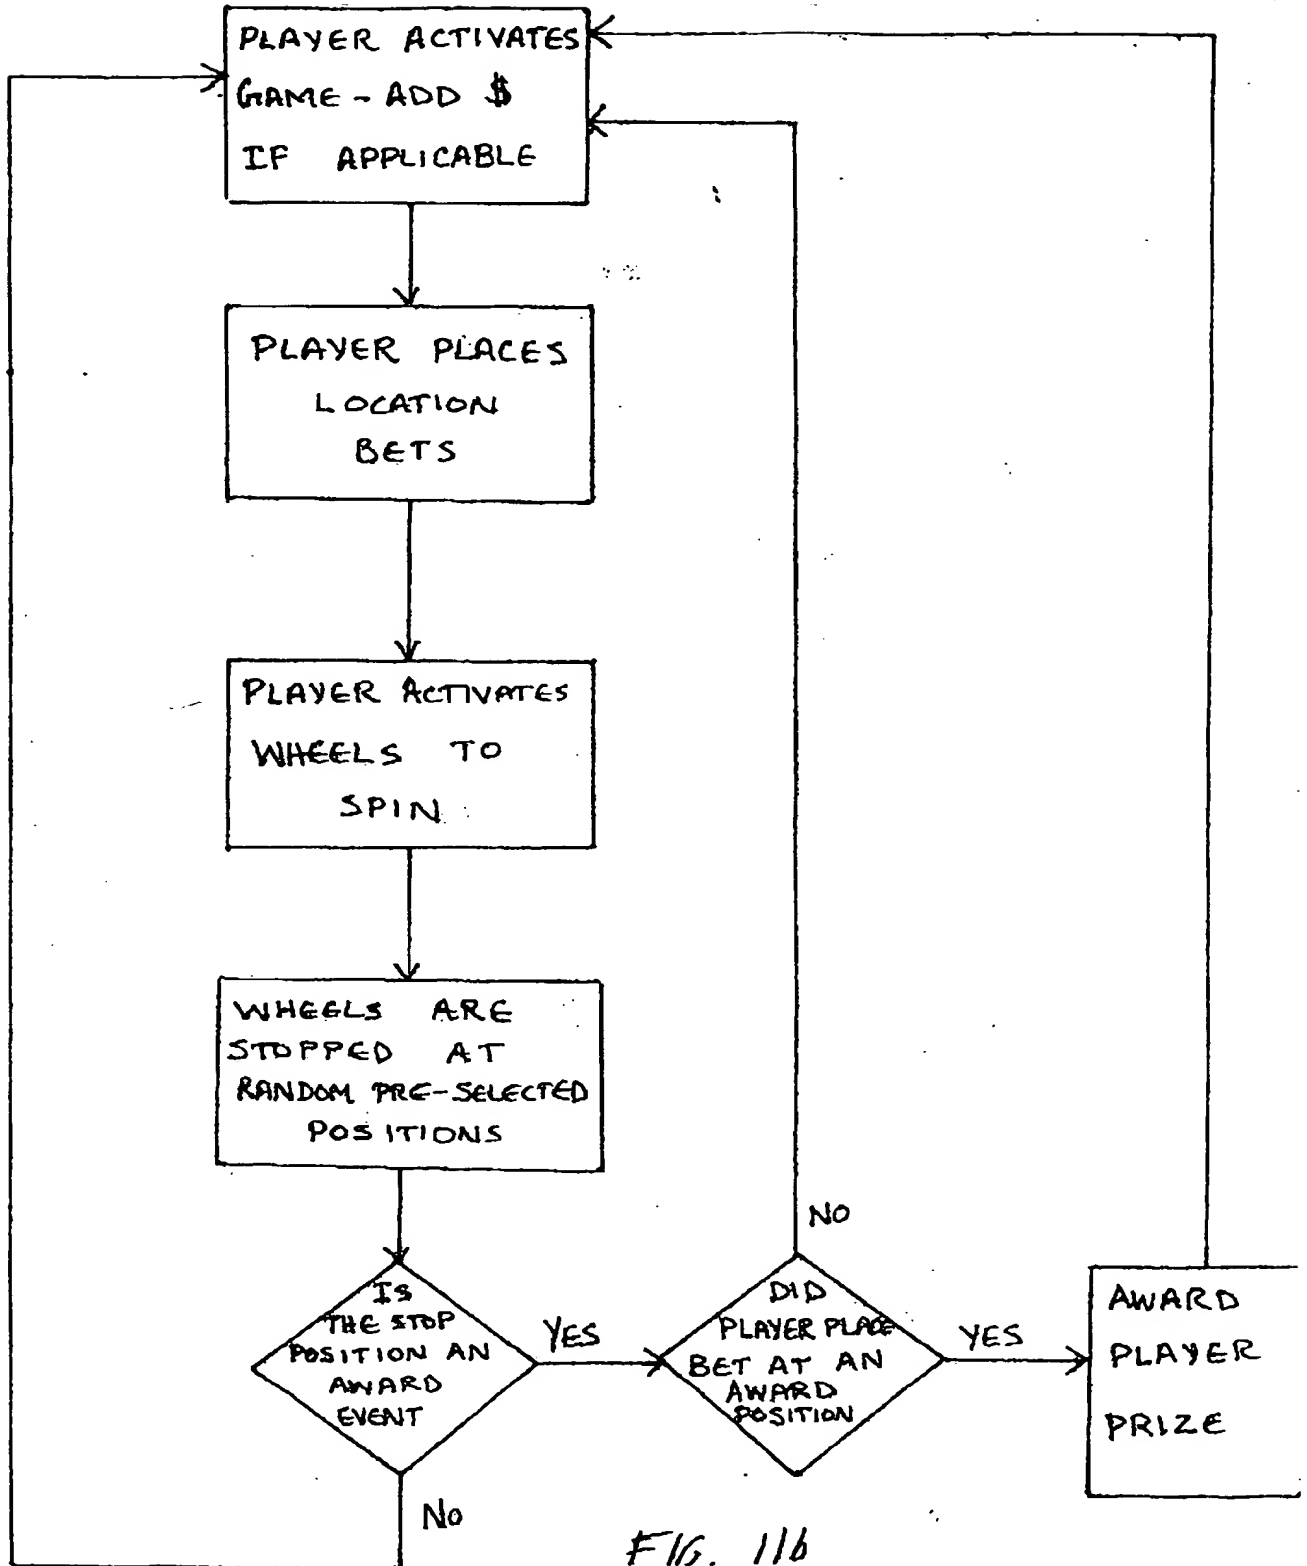 PLAYER ACTIVATES
GAME - ADD $
IF APPLICABLE
PLAYER PLACES
LOCATION
BETS
PLAYER ACTIVATES
WHEELS TO
SPIN
WHEELS ARE
STOPPED AT
RANDOM PRE-SELECTED
POSITIONS
IS
THE STOP
POSITION AN
AWARD
EVENT
YES
NO
DID
PLAYER PLACE
BET AT AN
AWARD
POSITION
NO
YES
AWARD
PLAYER
PRIZE
FIG. 11b